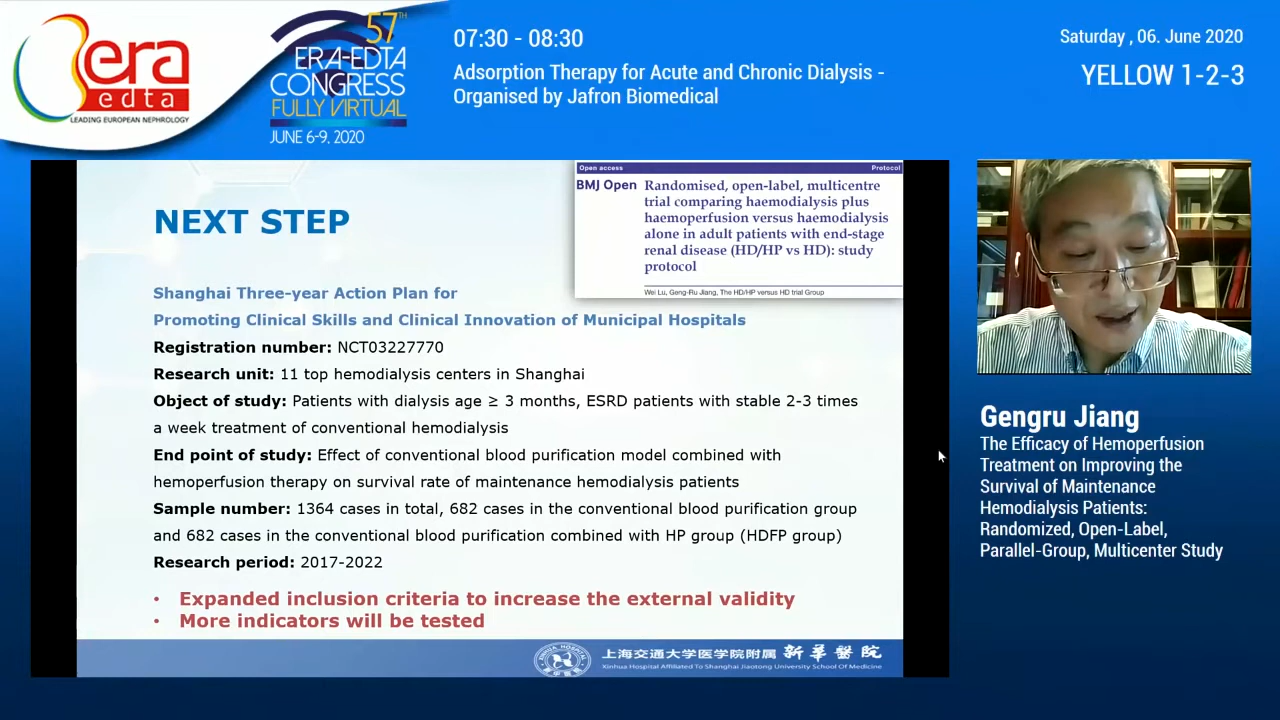 era
edta
LEADING EUROPEAN NEPHROLOGY
57TH
ERA-EDTA
CONGRESS
FULLY VIRTUAL
JUNE 6-9, 2020
07:30 - 08:30
Adsorption Therapy for Acute and Chronic Dialysis -
Organised by Jafron Biomedical
Saturday , 06. June 2020
YELLOW 1-2-3
Open access
Protocol
BMJ Open
Randomised, open-label, multicentre
trial comparing haemodialysis plus
haemoperfusion versus haemodialysis
alone in adult patients with end-stage
renal disease (HD/HP vs HD): study
protocol
Wei Lu, Geng-Ru Jiang, The HD/HP versus HD trial Group
NEXT STEP
Shanghai Three-year Action Plan for
Promoting Clinical Skills and Clinical Innovation of Municipal Hospitals
Registration number: NCT03227770
Research unit: 11 top hemodialysis centers in Shanghai
Object of study: Patients with dialysis age ≥ 3 months, ESRD patients with stable 2-3 times
a week treatment of conventional hemodialysis
End point of study: Effect of conventional blood purification model combined with
hemoperfusion therapy on survival rate of maintenance hemodialysis patients
Sample number: 1364 cases in total, 682 cases in the conventional blood purification group
and 682 cases in the conventional blood purification combined with HP group (HDFP group)
Research period: 2017-2022
• Expanded inclusion criteria to increase the external validity
• More indicators will be tested
上海交通大学医学院附属 新华醫院
Xinhua Hospital Affiliated To Shanghai Jiaotong University School Of Medicine
Gengru Jiang
The Efficacy of Hemoperfusion
Treatment on Improving the
Survival of Maintenance
Hemodialysis Patients:
Randomized, Open-Label,
Parallel-Group, Multicenter Study